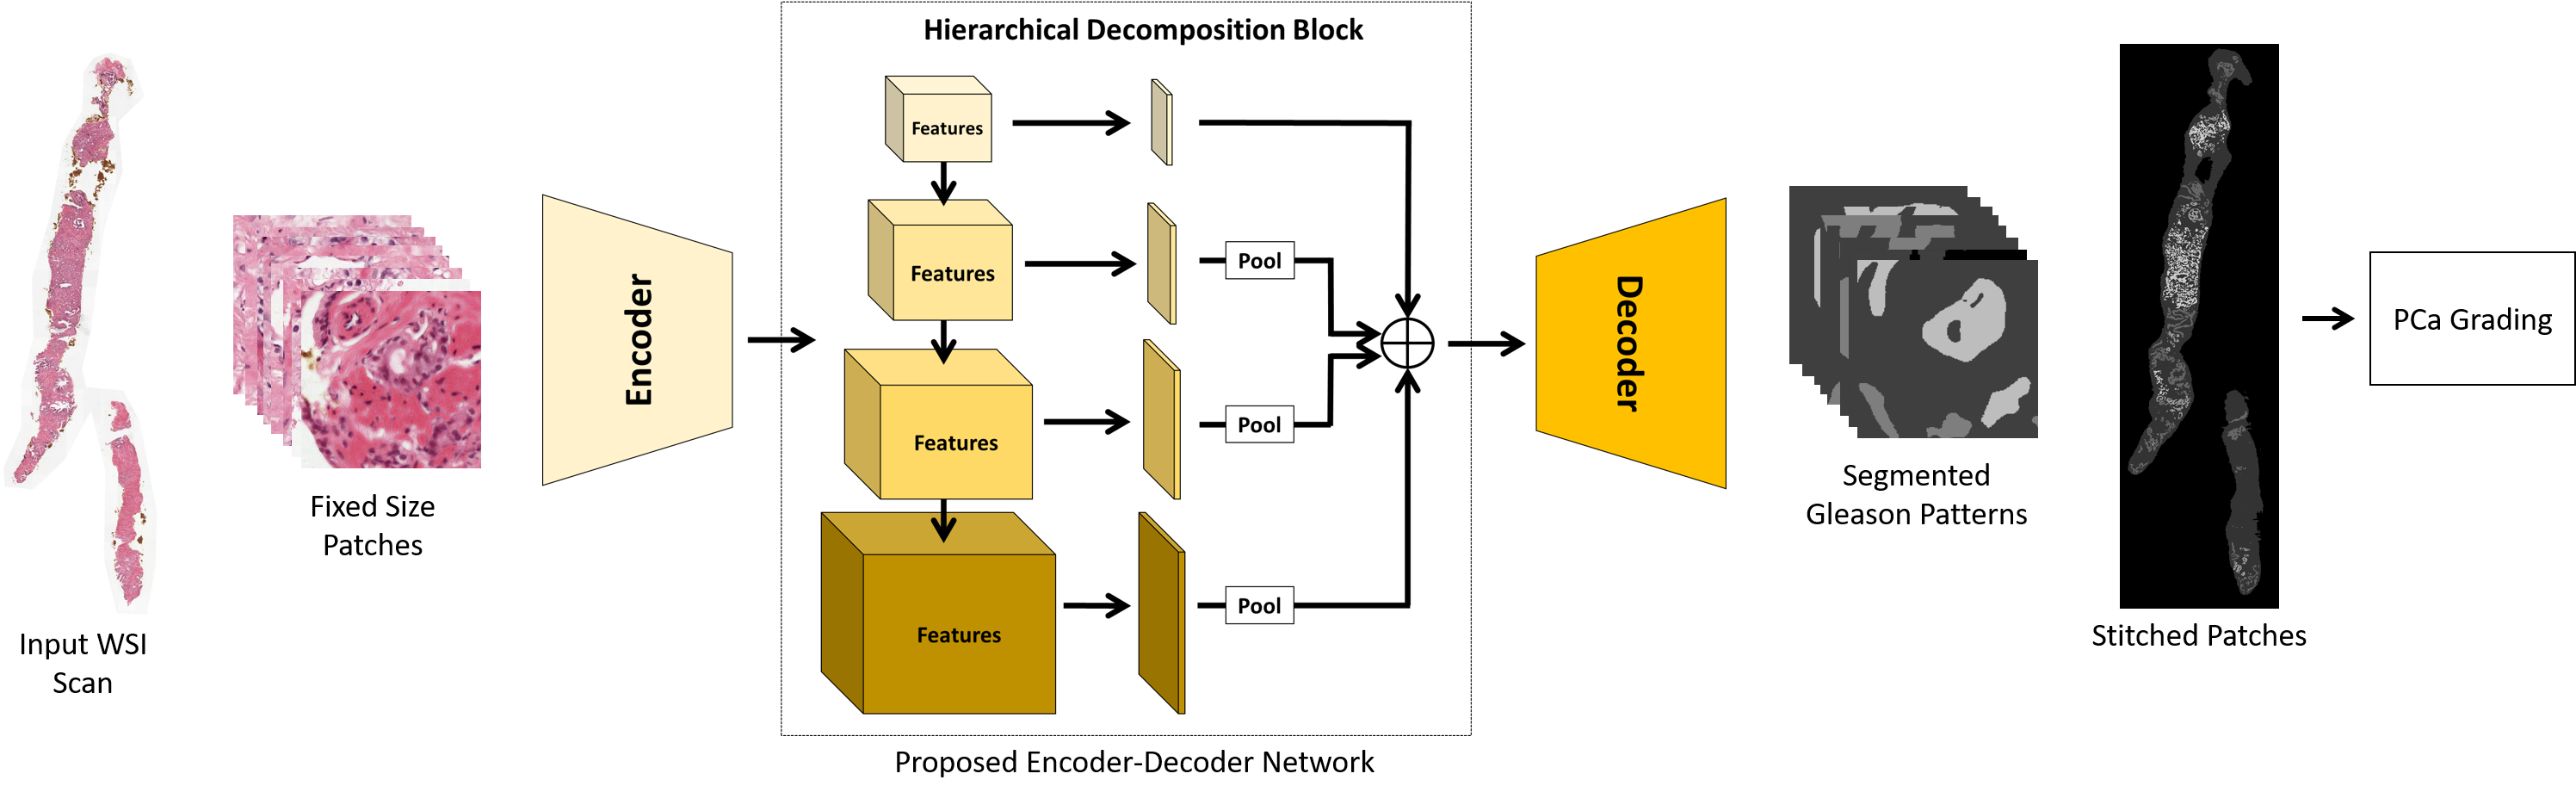 Hierarchical Decomposition Block
Features
Features
Pool
Features
Pool
Features
Pool
Encoder
Decoder
Input WSI
Scan
Fixed Size
Patches
Proposed Encoder-Decoder Network
Segmented
Gleason Patterns
Stitched Patches
PCa Grading